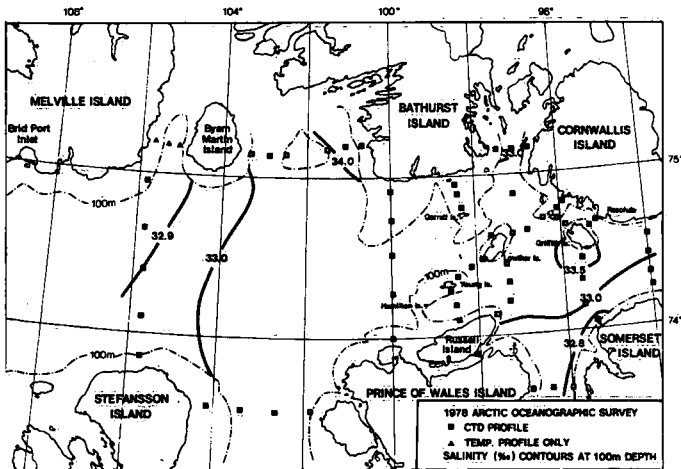 108° 104° 100° 96°
MELVILLE ISLAND
BATHURST
ISLAND
CORNWALLIS
ISLAND
Brid Port
Inlet
Byam
Martin
Island
75°
34.0
100m
32.9
33.0
Garret Is.
Resolute
Griffith Is.
Lowther Is.
33.5
100m
Young Is.
Hamilton Is.
33.0
74°
100m
Russell
Island
32.8
SOMERSET
ISLAND
STEFANSSON
ISLAND
PRINCE OF WALES ISLAND
1978 ARCTIC OCEANOGRAPHIC SURVEY
CTD PROFILE
TEMP. PROFILE ONLY
SALINITY (‰) CONTOURS AT 100m DEPTH